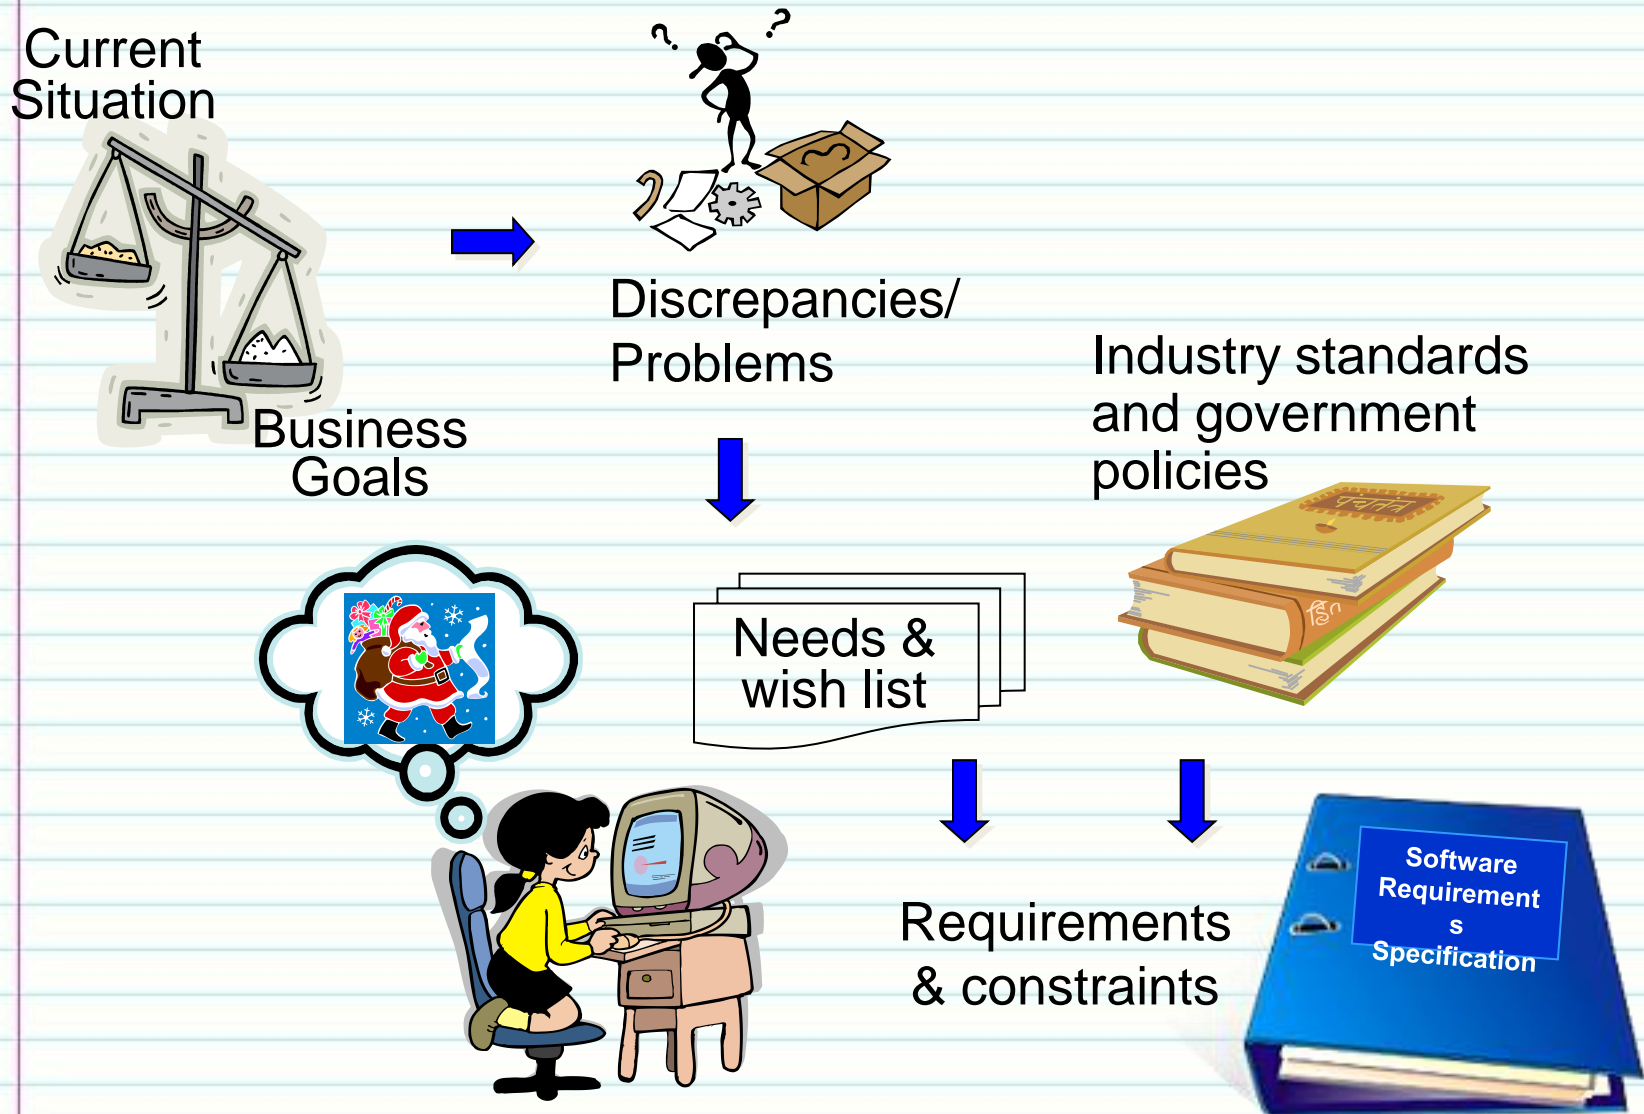 Current
Situation
?
?
Discrepancies/
Problems
Business
Goals
Industry standards
and government
policies
पंचतंत्र
Needs &
wish list
Requirements
& constraints
Software
Requirement
s
Specification